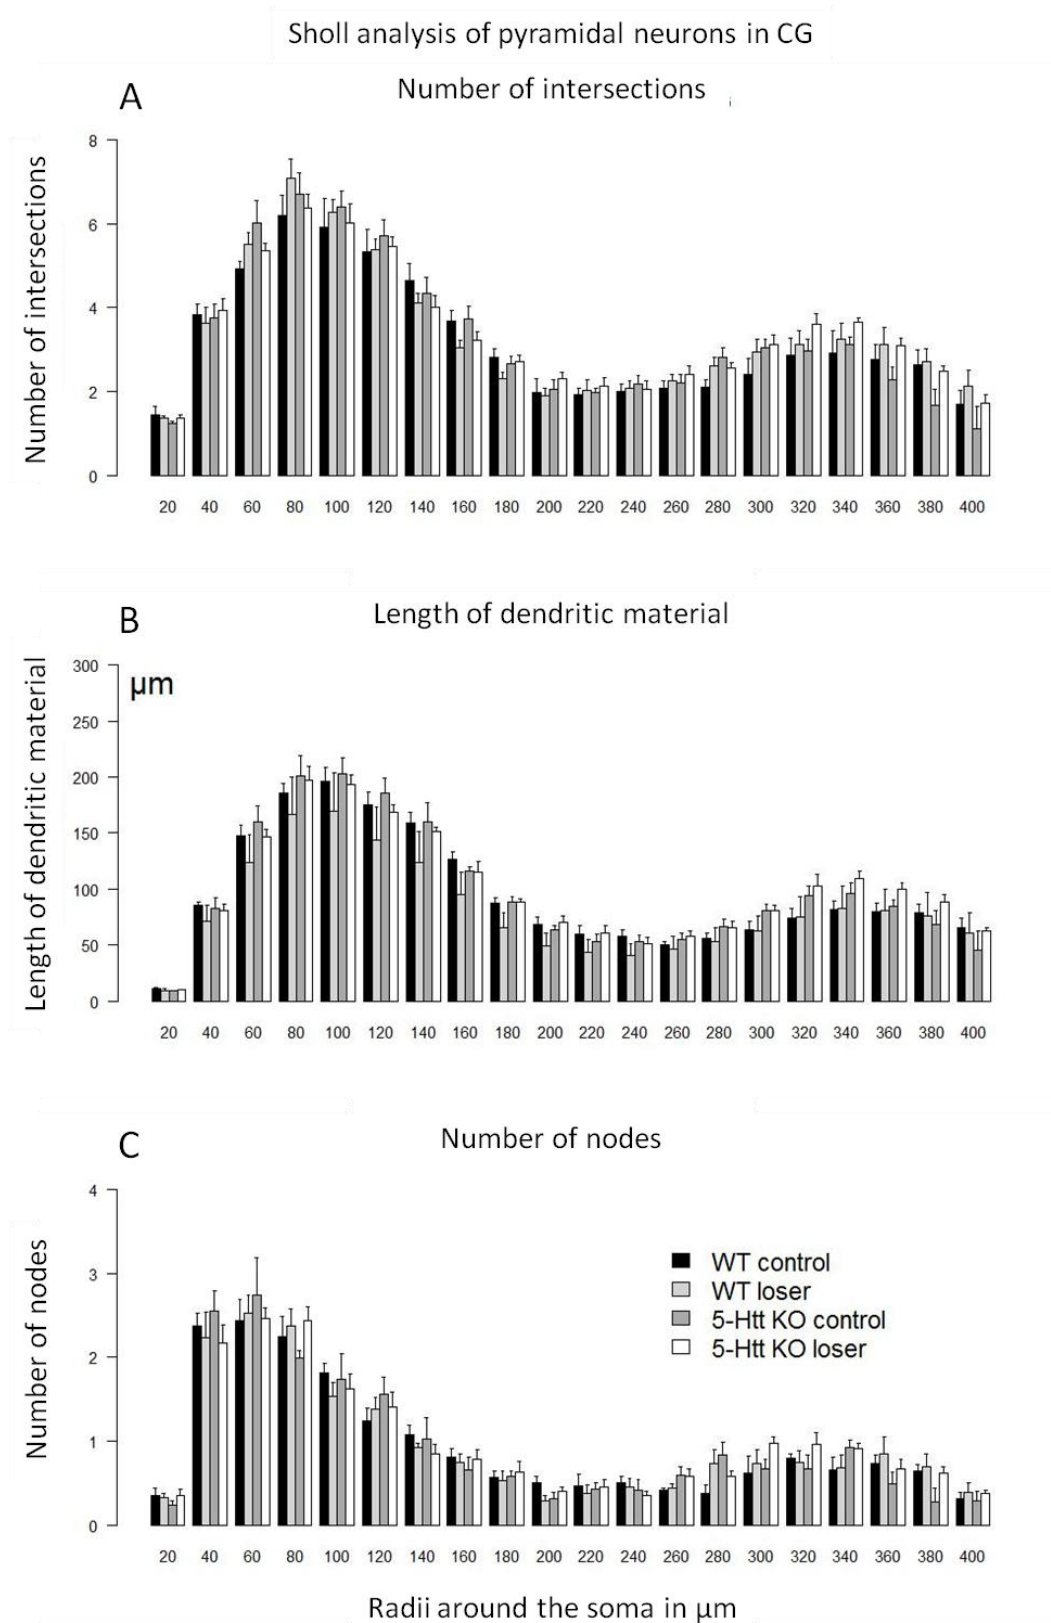 Sholl analysis of pyramidal neurons in CG
A
Number of intersections
Number of intersections
8
6
4
2
0
20 40 60 80 100 120 140 160 180 200 220 240 260 280 300 320 340 360 380 400
B
Length of dendritic material
Length of dendritic material
µm
300
250
200
150
100
50
0
20 40 60 80 100 120 140 160 180 200 220 240 260 280 300 320 340 360 380 400
C
Number of nodes
Number of nodes
4
3
2
1
0
WT control
WT loser
5-Htt KO control
5-Htt KO loser
20 40 60 80 100 120 140 160 180 200 220 240 260 280 300 320 340 360 380 400
Radii around the soma in µm